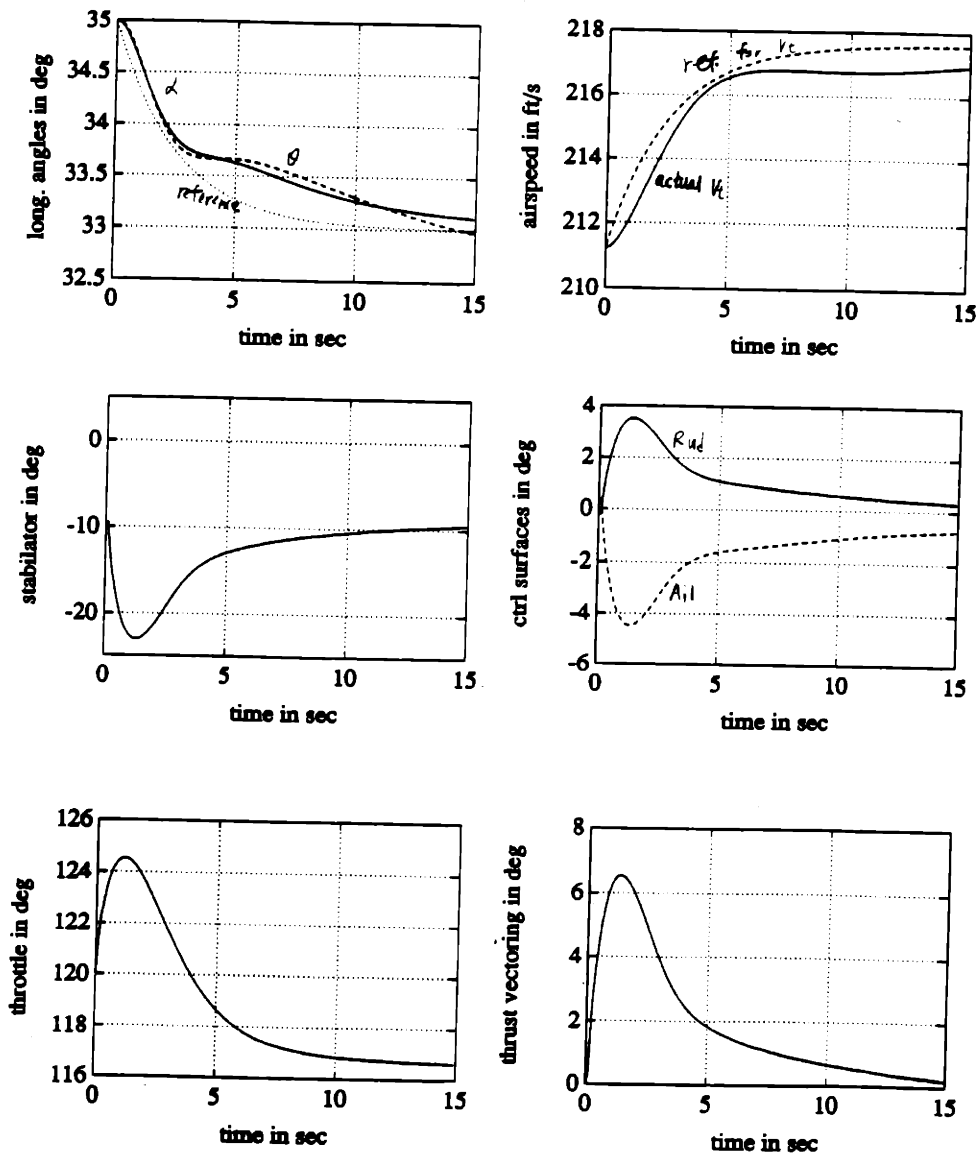 35
34.5
34
33.5
33
32.5
long. angles in deg
α
θ
reference
0 5 10 15
time in sec
218
216
214
212
210
airspeed in ft/s
ref. for Vt
actual Vt
0 5 10 15
time in sec
0
-10
-20
stabilator in deg
0 5 10 15
time in sec
4
2
0
-2
-4
-6
ctrl surfaces in deg
Rud
Ail
0 5 10 15
time in sec
126
124
122
120
118
116
throttle in deg
0 5 10 15
time in sec
8
6
4
2
0
thrust vectoring in deg
0 5 10 15
time in sec